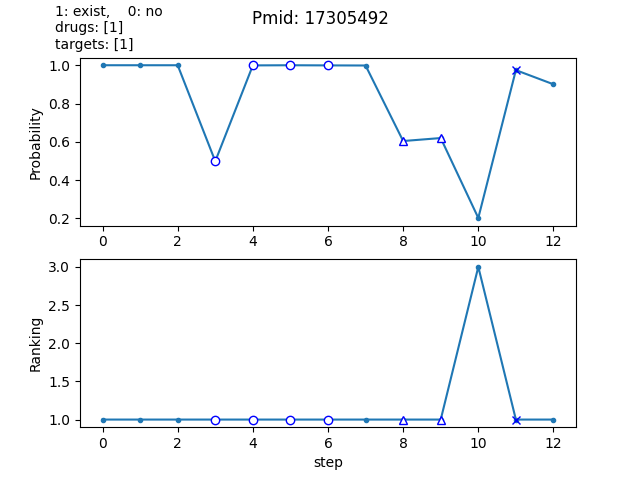 1: exist,    0: no
drugs: [1]
targets: [1]
Pmid: 17305492
Probability
1.0
0.8
0.6
0.4
0.2
0 2 4 6 8 10 12
Ranking
3.0
2.5
2.0
1.5
1.0
0 2 4 6 8 10 12
step